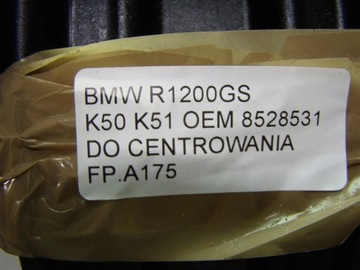 BMW R1200GS
K50 K51 OEM 8528531
DO CENTROWANIA
FP.A175